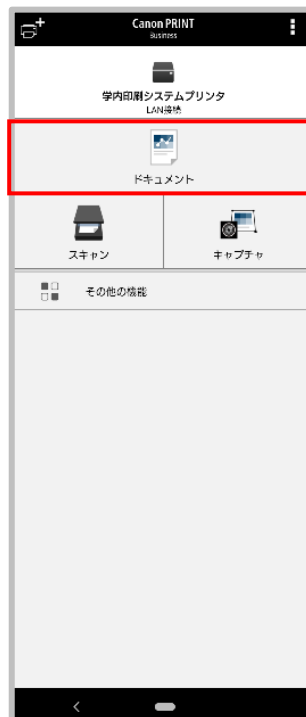 Canon PRINT
Business
学内印刷システムプリンタ
LAN接続
ドキュメント
スキャン
キャプチャ
その他の機能